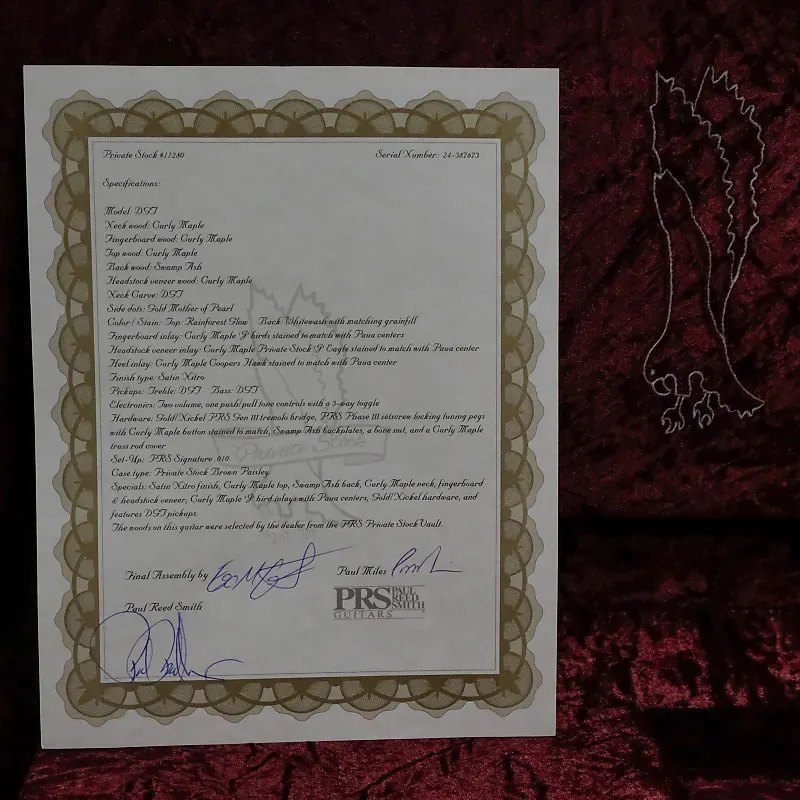 Private Stock #11280 Serial Number: 24-387673
Specifications:
Model: DGT
Neck wood: Curly Maple
Fingerboard wood: Curly Maple
Top wood: Curly Maple
Back wood: Swamp Ash
Headstock veneer wood: Curly Maple
Neck Carve: DGT
Side dots: Gold Mother of Pearl
Color / Stain: Top: Rainforest Glow Back: Whitewash with matching grainfill
Fingerboard inlay: Curly Maple 'J' birds stained to match with Paua centers
Headstock veneer inlay: Curly Maple Private Stock 'J' Eagle stained to match with Paua center
Heel inlay: Curly Maple Coopers Hawk stained to match with Paua center
Finish type: Satin Nitro
Pickups: Treble: DGT Bass: DGT
Electronics: Two volume, one push/pull tone controls with a 3-way toggle
Hardware: Gold/Nickel PRS Gen III tremolo bridge, PRS Phase III setscrew locking tuning pegs
with Curly Maple button stained to match, Swamp Ash backplates, a bone nut, and a Curly Maple
truss rod cover
Set-Up: PRS Signature .010
Case type: Private Stock Brown Paisley
Specials: Satin Nitro finish, Curly Maple top, Swamp Ash back, Curly Maple neck, fingerboard
& headstock veneer, Curly Maple 'J' bird inlays with Paua centers, Gold/Nickel hardware, and
features DGT pickups.
The woods on this guitar were selected by the dealer from the PRS Private Stock Vault.
Private Stock
Final Assembly by Paul Miles
Paul Reed Smith
PRS PAUL REED SMITH
GUITARS